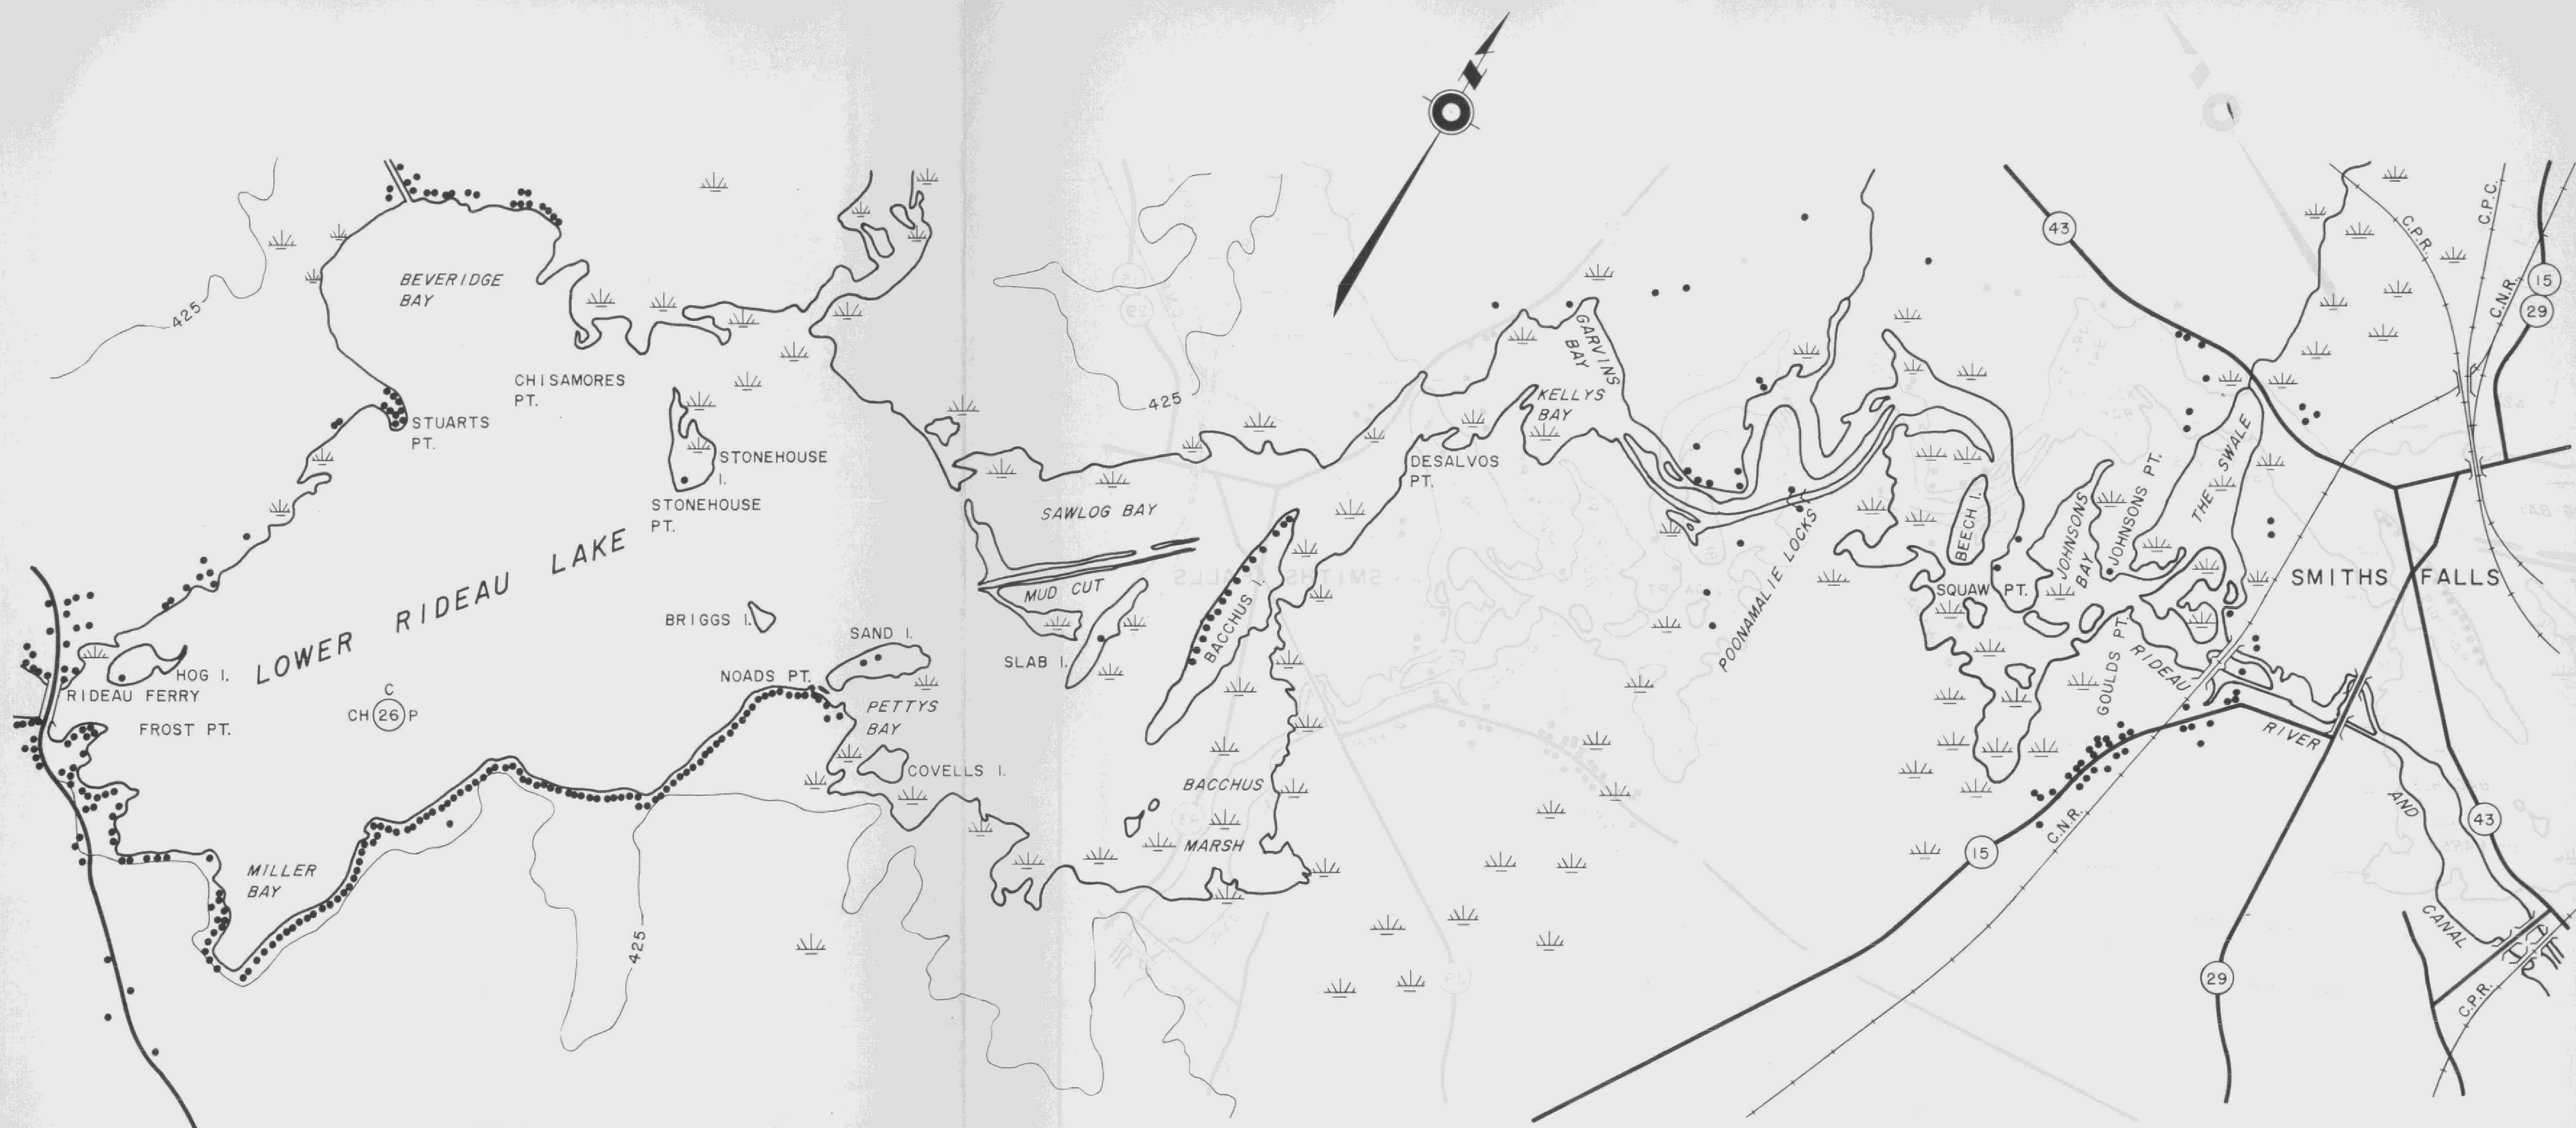 BEVERIDGE
BAY
425
CHISAMORES
PT.
STUARTS
PT.
STONEHOUSE
I.
STONEHOUSE
PT.
LOWER RIDEAU LAKE
BRIGGS I.
HOG I.
RIDEAU FERRY
FROST PT.
C
CH 26 P
SAND I.
NOADS PT.
PETTYS
BAY
COVELLS I.
MILLER
BAY
425
425
SAWLOG BAY
MUD CUT
SLAB I.
BACCHUS I.
BACCHUS
MARSH
DESALVOS
PT.
GARVINS
BAY
KELLYS
BAY
POONAMALIE LOCKS
BEECH I.
SQUAW PT.
JOHNSONS
BAY
JOHNSONS PT.
THE SWALE
GOULDS PT.
RIDEAU
RIVER
AND
CANAL
SMITHS FALLS
43
C.P.R.
C.P.C.
C.N.R.
15
29
15
C.N.R.
29
43
C.P.R.